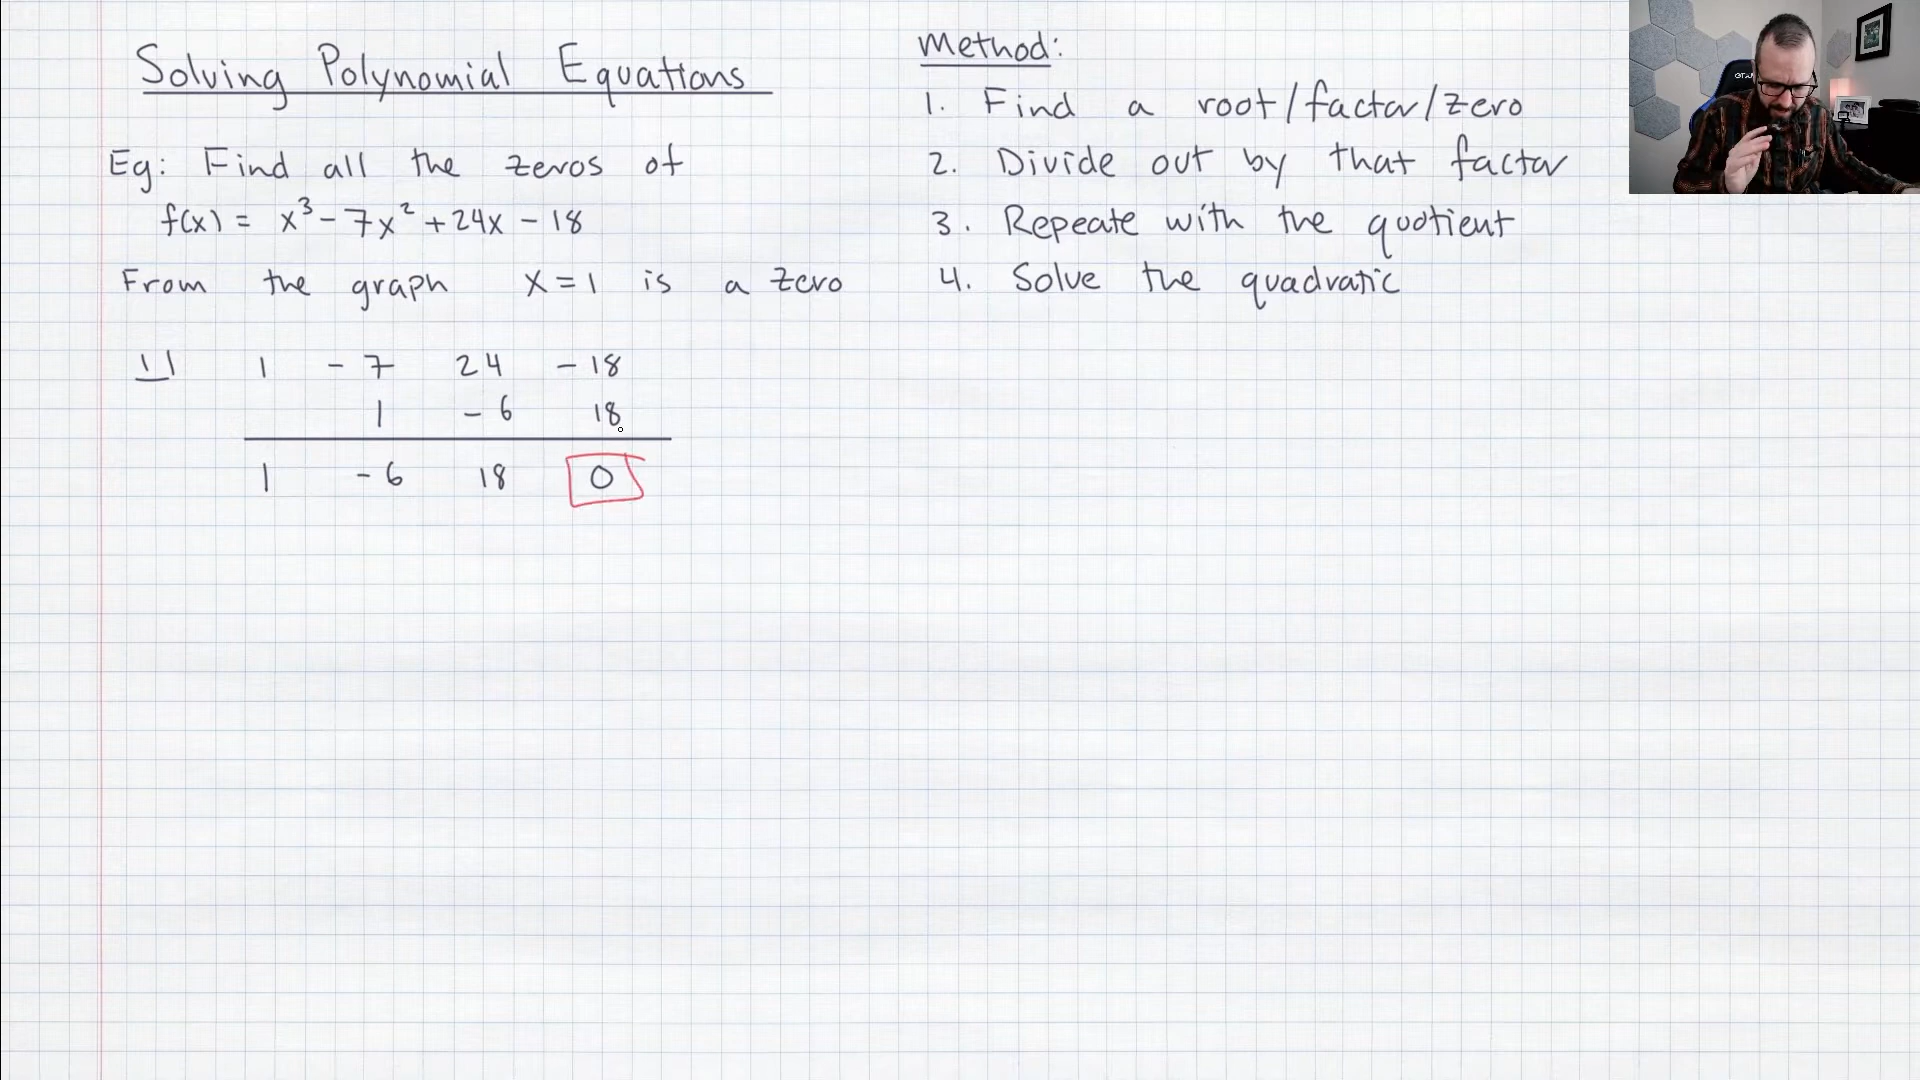 Solving Polynomial Equations
Eg: Find all the zeros of
f(x) = x³ - 7x² + 24x - 18
From the graph x = 1 is a zero
1| 1 - 7 24 - 18
1 - 6 18
1 - 6 18 0
Method:
1. Find a root/factor/zero
2. Divide out by that factor
3. Repeate with the quotient
4. Solve the quadratic